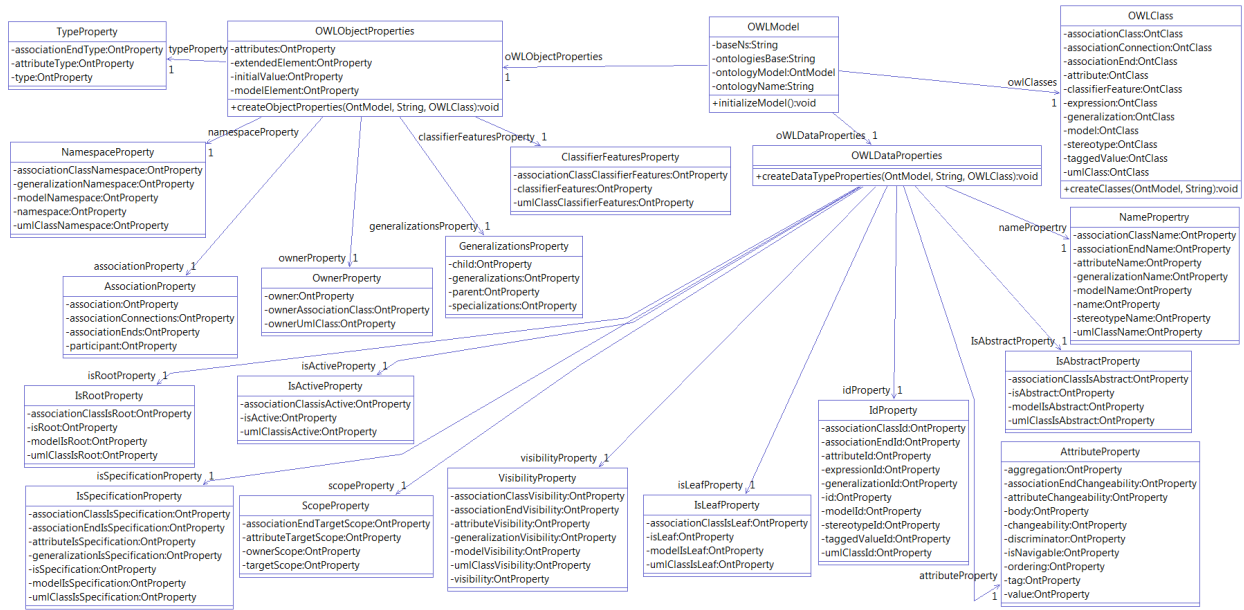 TypeProperty
-associationEndType:OntProperty
-attributeType:OntProperty
-type:OntProperty
typeProperty
1
OWLObjectProperties
-attributes:OntProperty
-extendedElement:OntProperty
-initialValue:OntProperty
-modelElement:OntProperty
+createObjectProperties(OntModel, String, OWLClass):void
oWLObjectProperties
1
OWLModel
-baseNs:String
-ontologiesBase:String
-ontologyModel:OntModel
-ontologyName:String
+initializeModel():void
owlClasses
1
OWLClass
-associationClass:OntClass
-associationConnection:OntClass
-associationEnd:OntClass
-attribute:OntClass
-classifierFeature:OntClass
-expression:OntClass
-generalization:OntClass
-model:OntClass
-stereotype:OntClass
-taggedValue:OntClass
-umlClass:OntClass
+createClasses(OntModel, String):void
namespaceProperty
1
NamespaceProperty
-associationClassNamespace:OntProperty
-generalizationNamespace:OntProperty
-modelNamespace:OntProperty
-namespace:OntProperty
-umlClassNamespace:OntProperty
classifierFeaturesProperty 1
ClassifierFeaturesProperty
-associationClassClassifierFeatures:OntProperty
-classifierFeatures:OntProperty
-umlClassClassifierFeatures:OntProperty
oWLDataProperties 1
OWLDataProperties
+createDataTypeProperties(OntModel, String, OWLClass):void
namePropertry
1
NamePropertry
-associationClassName:OntProperty
-associationEndName:OntProperty
-attributeName:OntProperty
-generalizationName:OntProperty
-modelName:OntProperty
-name:OntProperty
-stereotypeName:OntProperty
-umlClassName:OntProperty
generalizationsProperty 1
GeneralizationsProperty
-child:OntProperty
-generalizations:OntProperty
-parent:OntProperty
-specializations:OntProperty
ownerProperty 1
OwnerProperty
-owner:OntProperty
-ownerAssociationClass:OntProperty
-ownerUmlClass:OntProperty
associationProperty 1
AssociationProperty
-association:OntProperty
-associationConnections:OntProperty
-associationEnds:OntProperty
-participant:OntProperty
isRootProperty 1
IsRootProperty
-associationClassIsRoot:OntProperty
-isRoot:OntProperty
-modelIsRoot:OntProperty
-umlClassIsRoot:OntProperty
isActiveProperty 1
IsActiveProperty
-associationClassisActive:OntProperty
-isActive:OntProperty
-umlClassisActive:OntProperty
IsAbstractProperty 1
IsAbstractProperty
-associationClassIsAbstract:OntProperty
-isAbstract:OntProperty
-modelIsAbstract:OntProperty
-umlClassIsAbstract:OntProperty
idProperty 1
IdProperty
-associationClassId:OntProperty
-associationEndId:OntProperty
-attributeId:OntProperty
-expressionId:OntProperty
-generalizationId:OntProperty
-id:OntProperty
-modelId:OntProperty
-stereotypeId:OntProperty
-taggedValueId:OntProperty
-umlClassId:OntProperty
isSpecificationProperty 1
IsSpecificationProperty
-associationClassIsSpecification:OntProperty
-associationEndIsSpecification:OntProperty
-attributeIsSpecification:OntProperty
-generalizationIsSpecification:OntProperty
-isSpecification:OntProperty
-modelIsSpecification:OntProperty
-umlClassIsSpecification:OntProperty
scopeProperty 1
ScopeProperty
-associationEndTargetScope:OntProperty
-attributeTargetScope:OntProperty
-ownerScope:OntProperty
-targetScope:OntProperty
visibilityProperty 1
VisibilityProperty
-associationClassVisibility:OntProperty
-associationEndVisibility:OntProperty
-attributeVisibility:OntProperty
-generalizationVisibility:OntProperty
-modelVisibility:OntProperty
-umlClassVisibility:OntProperty
-visibility:OntProperty
isLeafProperty 1
IsLeafProperty
-associationClassIsLeaf:OntProperty
-isLeaf:OntProperty
-modelIsLeaf:OntProperty
-umlClassIsLeaf:OntProperty
attributeProperty
1
AttributeProperty
-aggregation:OntProperty
-associationEndChangeability:OntProperty
-attributeChangeability:OntProperty
-body:OntProperty
-changeability:OntProperty
-discriminator:OntProperty
-isNavigable:OntProperty
-ordering:OntProperty
-tag:OntProperty
-value:OntProperty